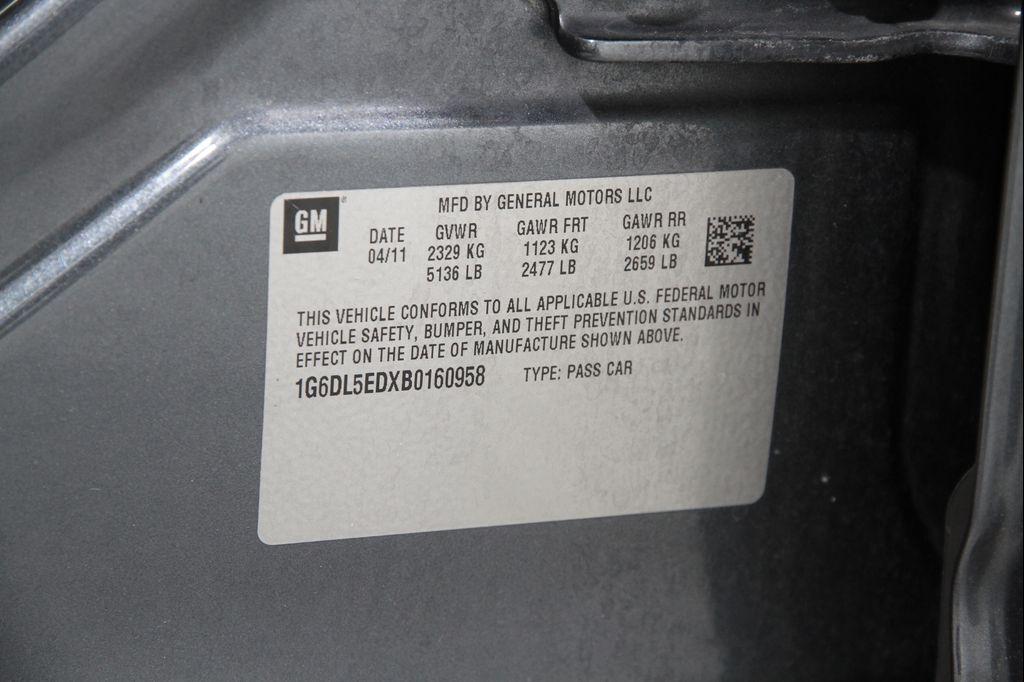 GM
MFD BY GENERAL MOTORS LLC
DATE GVWR GAWR FRT GAWR RR
04/11 2329 KG 1123 KG 1206 KG
5136 LB 2477 LB 2659 LB
THIS VEHICLE CONFORMS TO ALL APPLICABLE U.S. FEDERAL MOTOR
VEHICLE SAFETY, BUMPER, AND THEFT PREVENTION STANDARDS IN
EFFECT ON THE DATE OF MANUFACTURE SHOWN ABOVE.
1G6DL5EDXB0160958 TYPE: PASS CAR